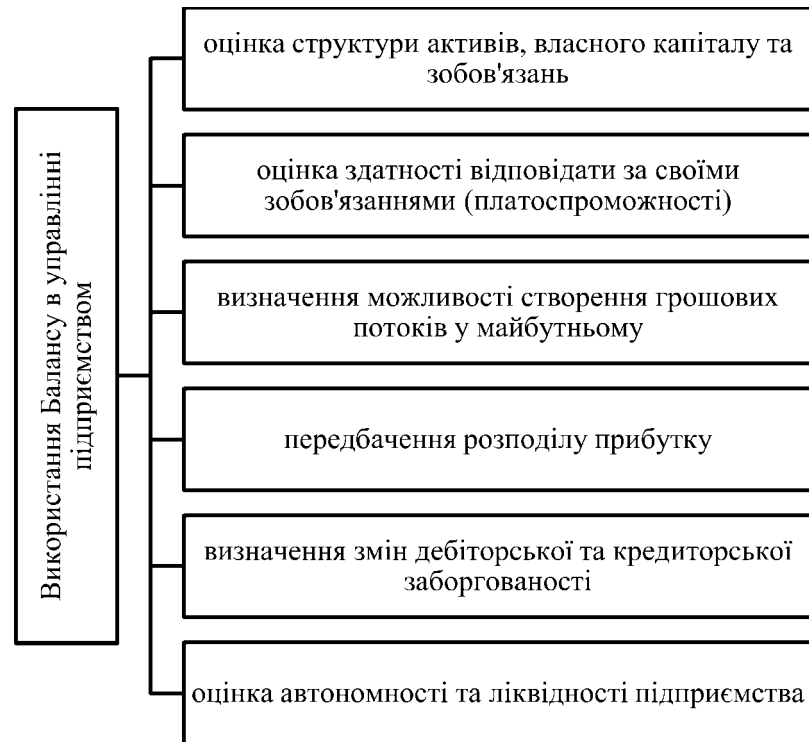 Використання Балансу в управлінні
підприємством
оцінка структури активів, власного капіталу та
зобов'язань
оцінка здатності відповідати за своїми
зобов'язаннями (платоспроможності)
визначення можливості створення грошових
потоків у майбутньому
передбачення розподілу прибутку
визначення змін дебіторської та кредиторської
заборгованості
оцінка автономності та ліквідності підприємства